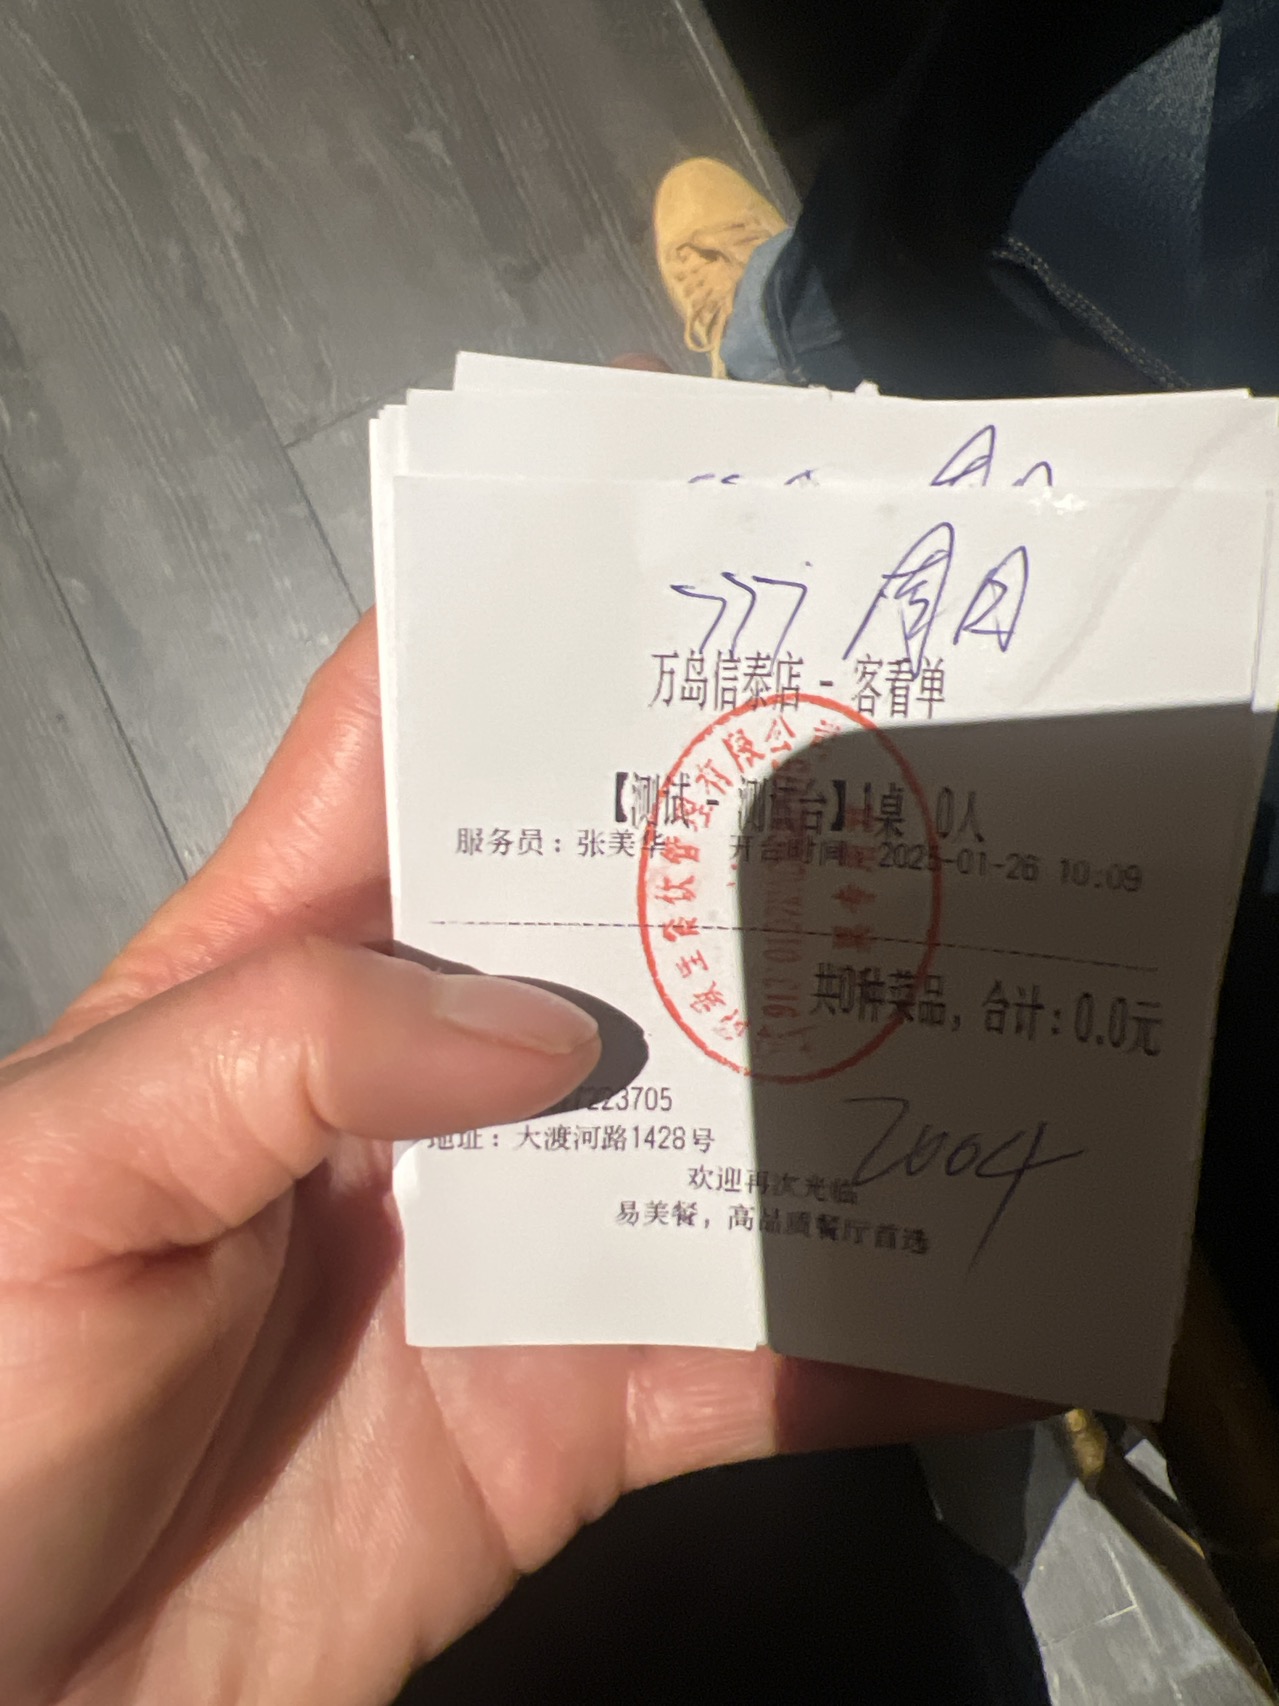 777 周日
万岛信泰店 - 客看单
【测试 - 测试台】1桌 0人
服务员：张美华 开台时间 2025-01-26 10:09
共0种菜品，合计：0.0元
223705
地址：大渡河路1428号
2004
欢迎再次光临
易美餐，高品质餐厅首选